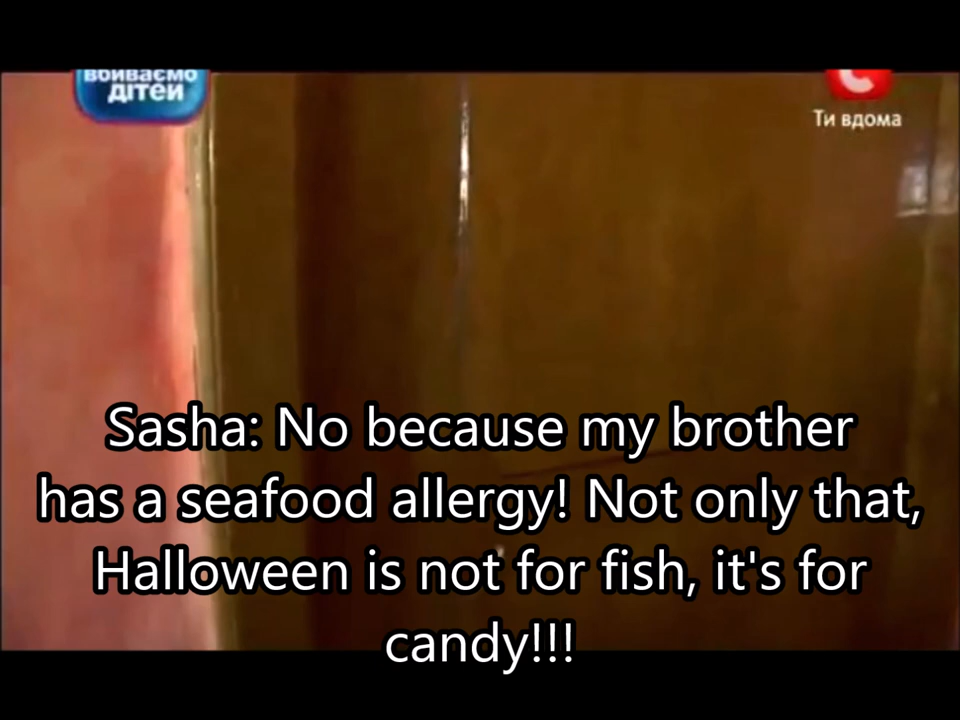 вбиваємо
дітей
Ти вдома
Sasha: No because my brother
has a seafood allergy! Not only that,
Halloween is not for fish, it's for
candy!!!